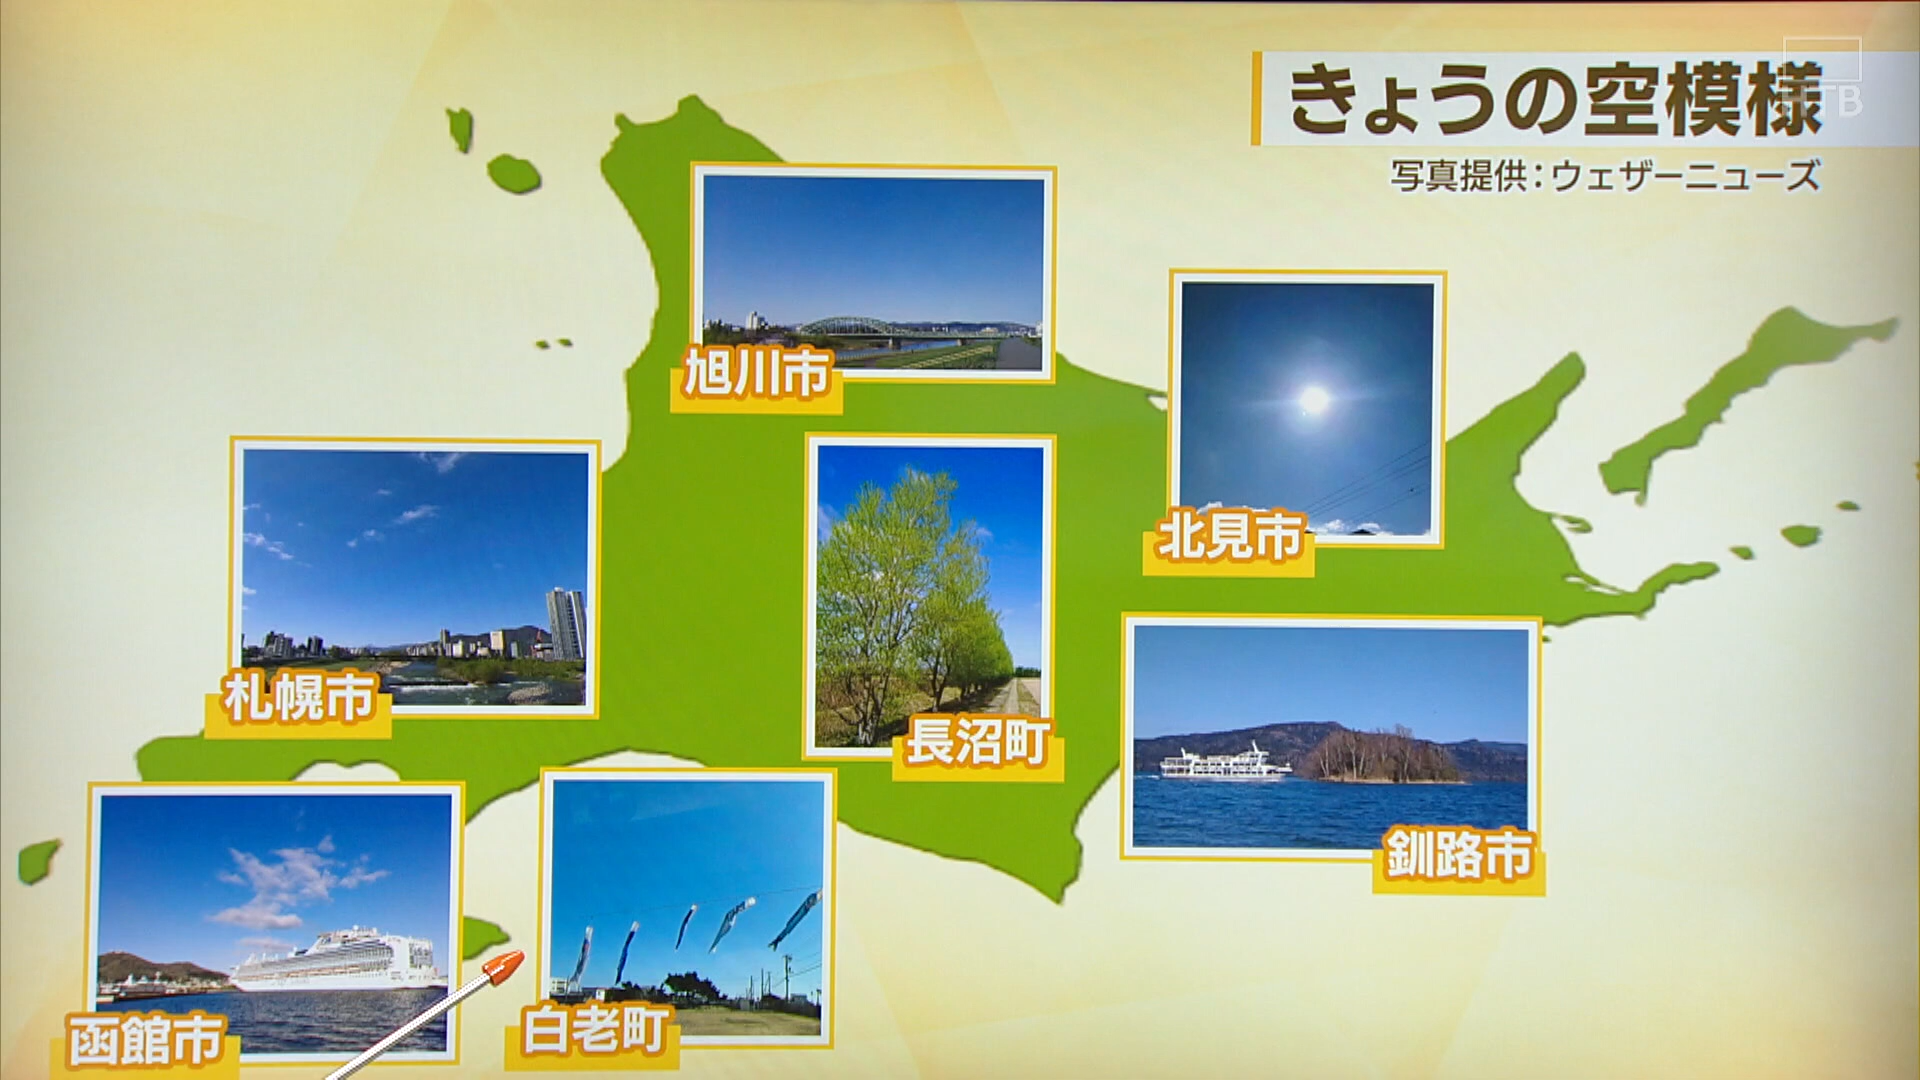 きょうの空模様
HTB
写真提供：ウェザーニューズ
旭川市
北見市
札幌市
長沼町
釧路市
函館市
白老町